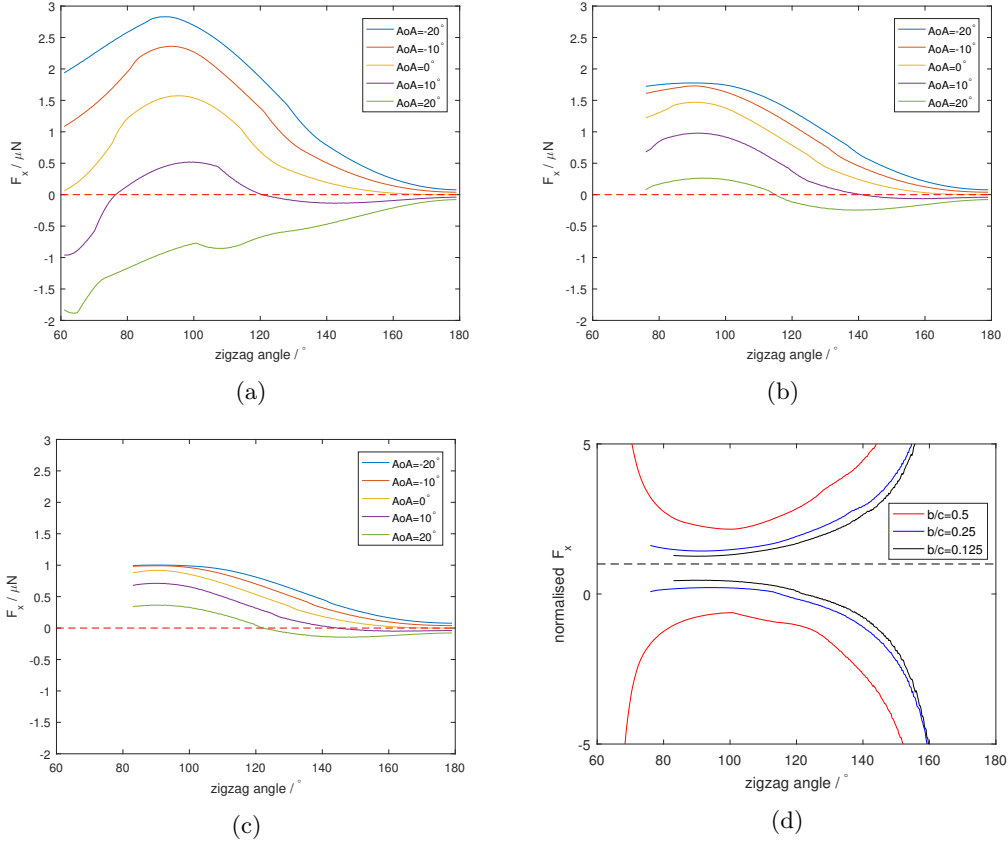 3
2.5
2
1.5
1
0.5
0
-0.5
-1
-1.5
-2
F_x / μN
60 80 100 120 140 160 180
zigzag angle / °
AoA=-20°
AoA=-10°
AoA=0°
AoA=10°
AoA=20°
(a)
3
2.5
2
1.5
1
0.5
0
-0.5
-1
-1.5
-2
F_x / μN
60 80 100 120 140 160 180
zigzag angle / °
AoA=-20°
AoA=-10°
AoA=0°
AoA=10°
AoA=20°
(b)
3
2.5
2
1.5
1
0.5
0
-0.5
-1
-1.5
-2
F_x / μN
60 80 100 120 140 160 180
zigzag angle / °
AoA=-20°
AoA=-10°
AoA=0°
AoA=10°
AoA=20°
(c)
5
0
-5
normalised F_x
60 80 100 120 140 160 180
zigzag angle / °
b/c=0.5
b/c=0.25
b/c=0.125
(d)